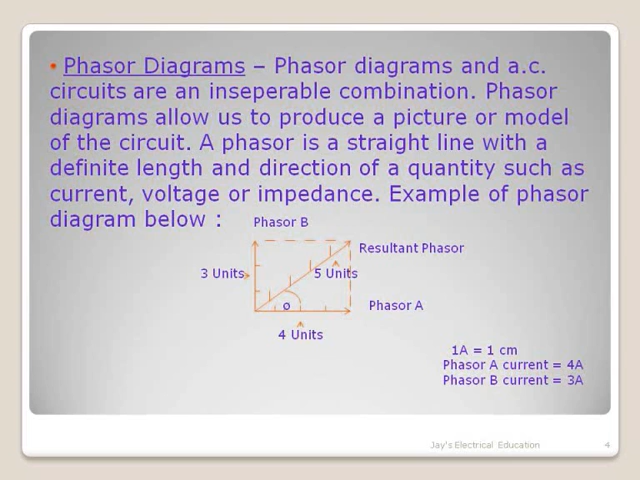 • Phasor Diagrams – Phasor diagrams and a.c.
circuits are an inseperable combination. Phasor
diagrams allow us to produce a picture or model
of the circuit. A phasor is a straight line with a
definite length and direction of a quantity such as
current, voltage or impedance. Example of phasor
diagram below :
Phasor B
Resultant Phasor
3 Units
5 Units
o
Phasor A
4 Units
1A = 1 cm
Phasor A current = 4A
Phasor B current = 3A
Jay's Electrical Education
4